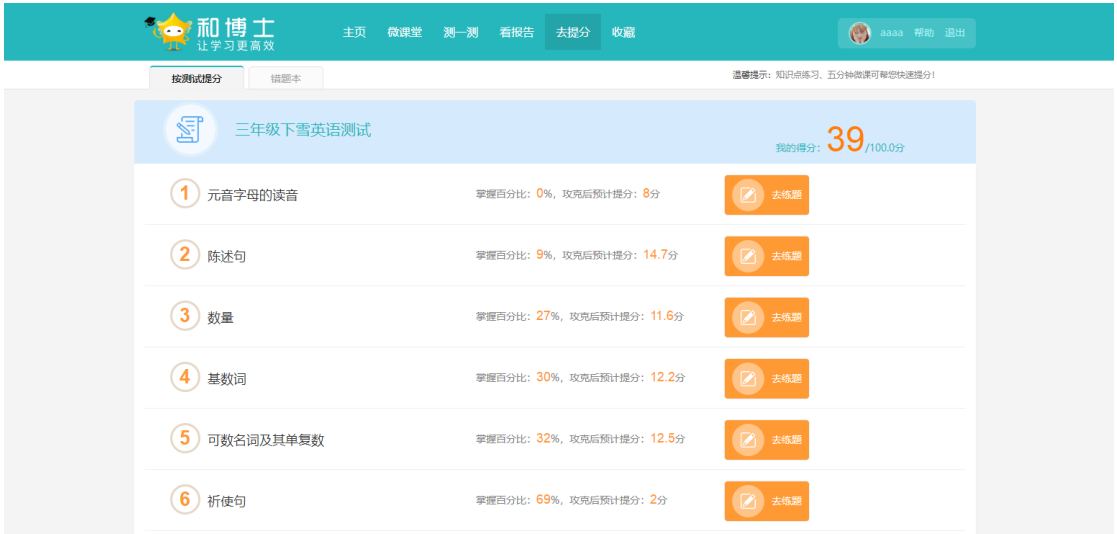 和博士
让学习更高效
主页 微课堂 测一测 看报告 去提分 收藏
aaaa 帮助 退出
按测试提分 错题本
温馨提示：知识点练习、五分钟微课可帮您快速提分！
三年级下雪英语测试
我的得分：39/100.0分
1 元音字母的读音 掌握百分比：0%，攻克后预计提分：8分 去练题
2 陈述句 掌握百分比：9%，攻克后预计提分：14.7分 去练题
3 数量 掌握百分比：27%，攻克后预计提分：11.6分 去练题
4 基数词 掌握百分比：30%，攻克后预计提分：12.2分 去练题
5 可数名词及其单复数 掌握百分比：32%，攻克后预计提分：12.5分 去练题
6 祈使句 掌握百分比：69%，攻克后预计提分：2分 去练题